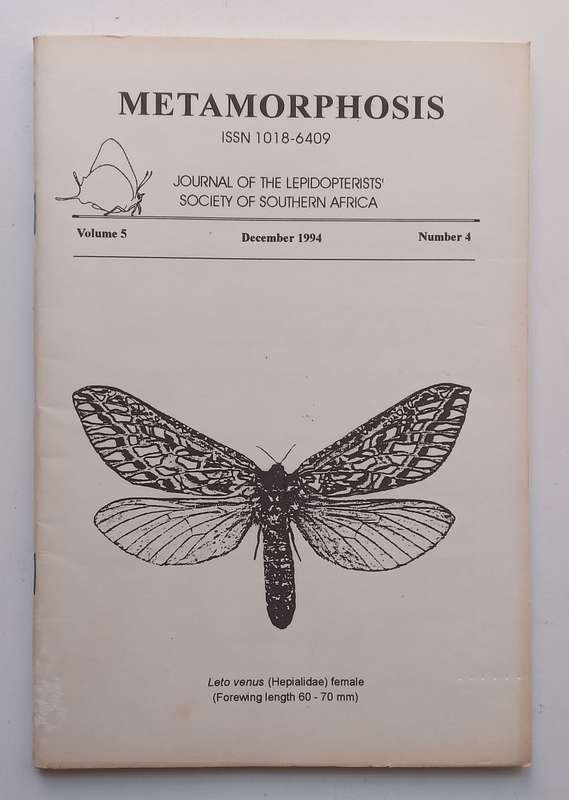 METAMORPHOSIS
ISSN 1018-6409
JOURNAL OF THE LEPIDOPTERISTS'
SOCIETY OF SOUTHERN AFRICA
Volume 5 December 1994 Number 4
Leto venus (Hepialidae) female
(Forewing length 60 - 70 mm)